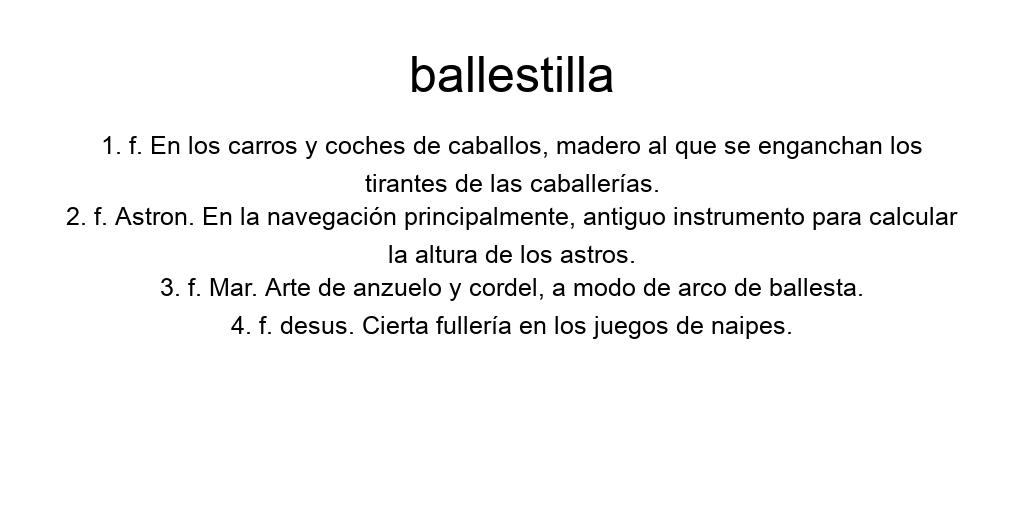 ballestilla
1. f. En los carros y coches de caballos, madero al que se enganchan los
tirantes de las caballerías.
2. f. Astron. En la navegación principalmente, antiguo instrumento para calcular
la altura de los astros.
3. f. Mar. Arte de anzuelo y cordel, a modo de arco de ballesta.
4. f. desus. Cierta fullería en los juegos de naipes.